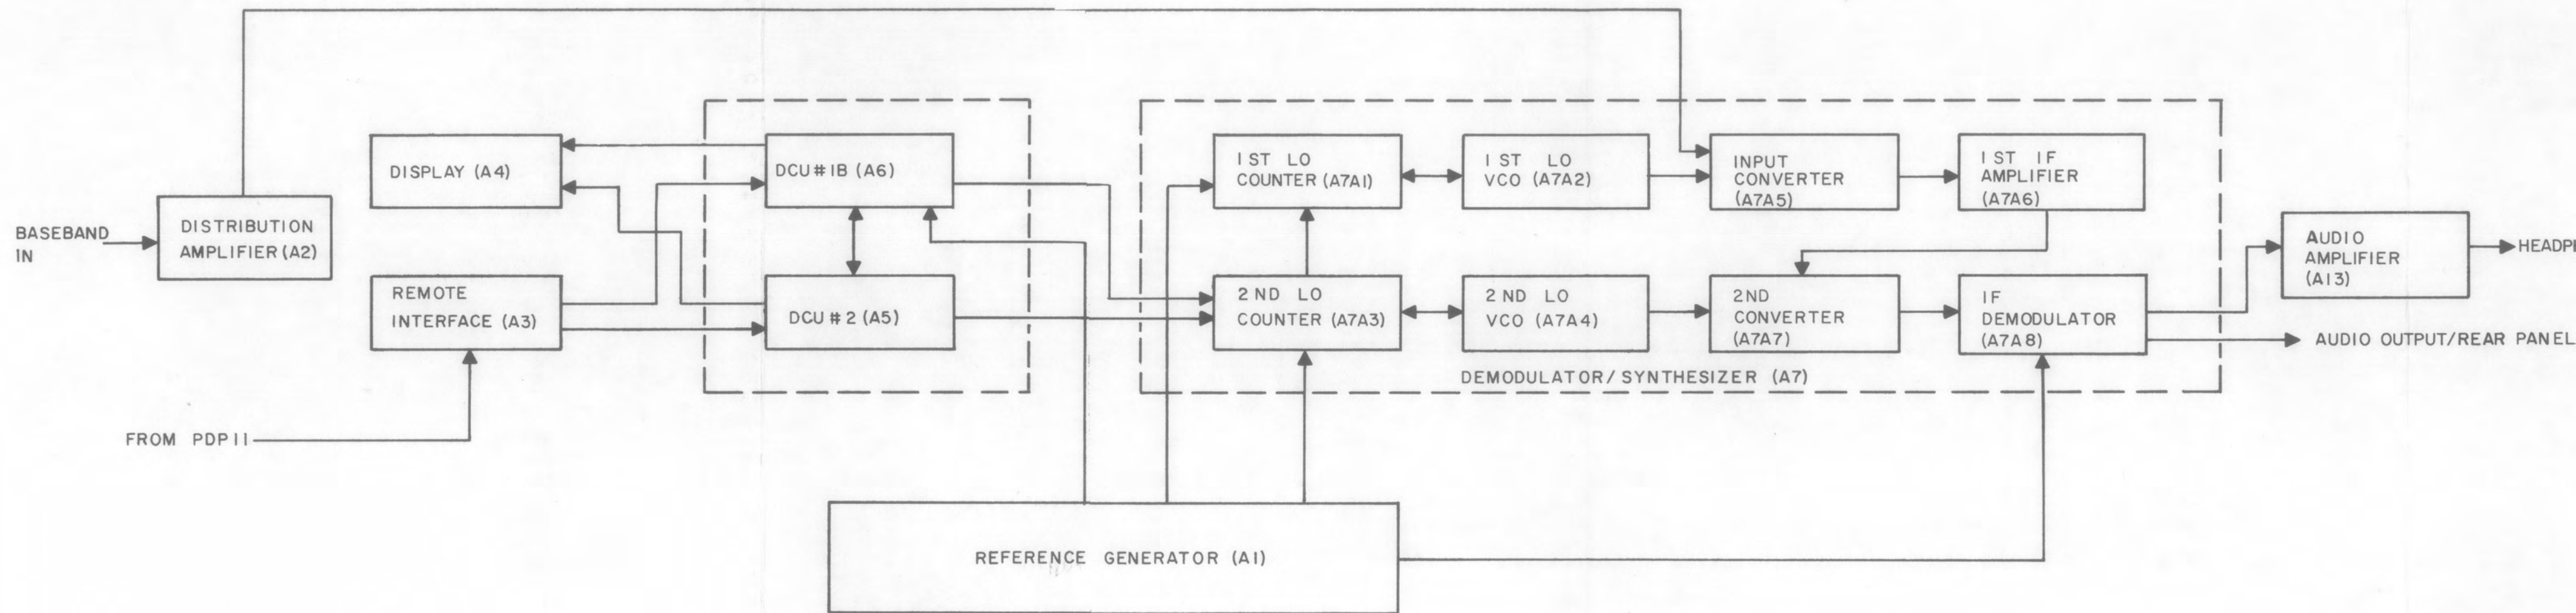 BASEBAND
IN
DISTRIBUTION
AMPLIFIER (A2)
DISPLAY (A4)
REMOTE
INTERFACE (A3)
FROM PDP11
DCU#1B (A6)
DCU#2 (A5)
1ST LO
COUNTER (A7A1)
1ST LO
VCO (A7A2)
INPUT
CONVERTER
(A7A5)
1ST IF
AMPLIFIER
(A7A6)
2ND LO
COUNTER (A7A3)
2ND LO
VCO (A7A4)
2ND
CONVERTER
(A7A7)
IF
DEMODULATOR
(A7A8)
DEMODULATOR/SYNTHESIZER (A7)
AUDIO
AMPLIFIER
(A13)
HEADP
AUDIO OUTPUT/REAR PANEL
REFERENCE GENERATOR (A1)